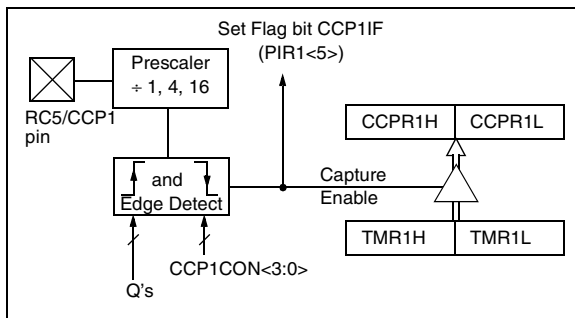 Set Flag bit CCP1IF
(PIR1<5>)
Prescaler
÷ 1, 4, 16
RC5/CCP1
pin
CCPR1H
CCPR1L
and
Edge Detect
Capture
Enable
TMR1H
TMR1L
CCP1CON<3:0>
Q's